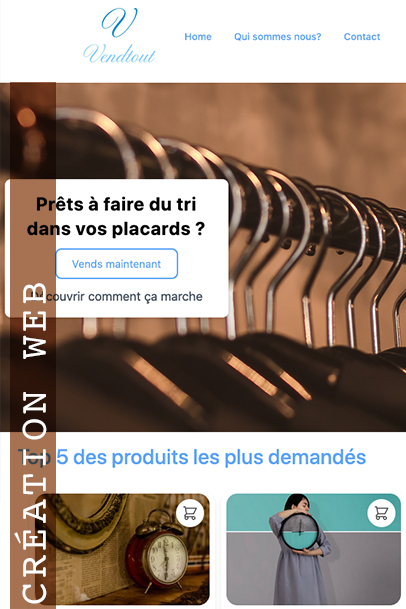 V
Vendtout
Home Qui sommes nous? Contact
Prêts à faire du tri
dans vos placards ?
Vends maintenant
Découvrir comment ça marche
Top 5 des produits les plus demandés
CRÉATION WEB